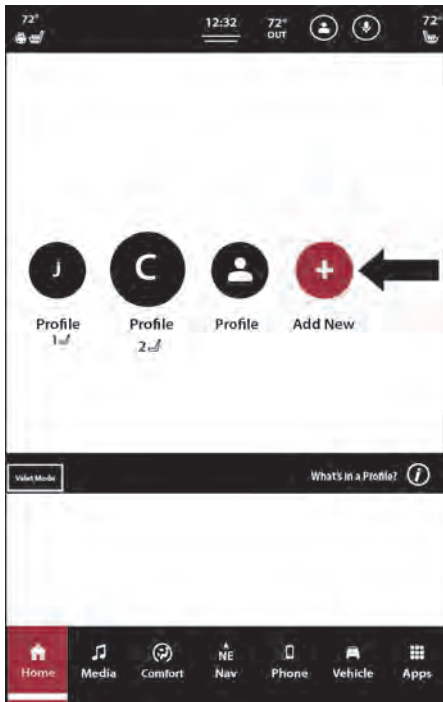 72°
12:32
72°
OUT
72°
j
C
+
Profile
1
Profile
2
Profile
Add New
Valet Mode
What's in a Profile?
i
NE
Home
Media
Comfort
Nav
Phone
Vehicle
Apps